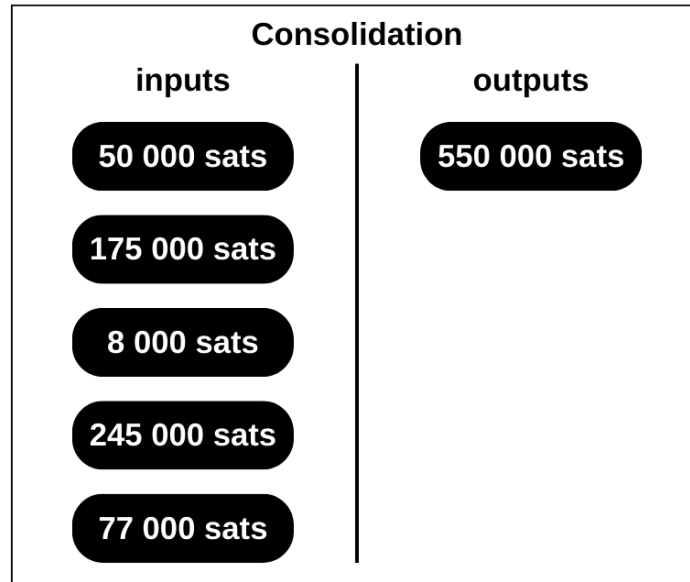 Consolidation
inputs
outputs
50 000 sats
550 000 sats
175 000 sats
8 000 sats
245 000 sats
77 000 sats